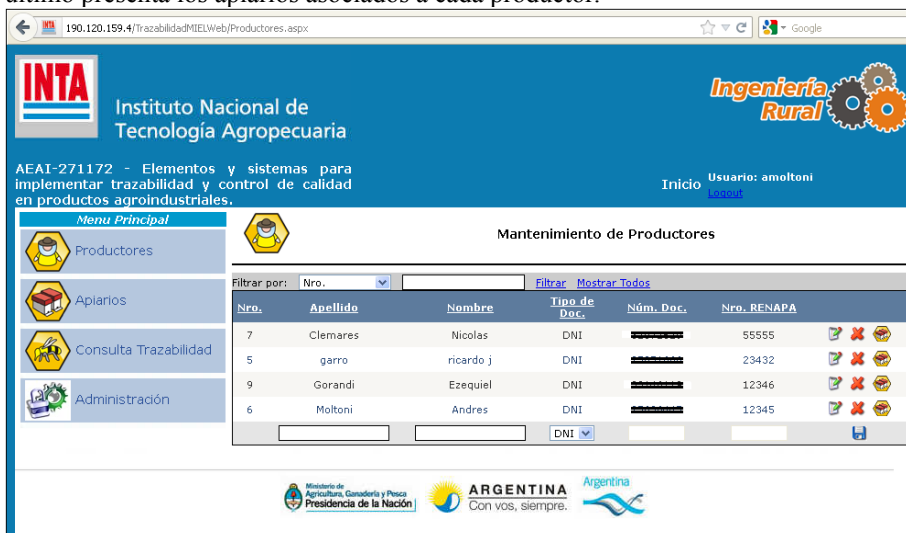 último presenta los apiarios asociados a cada productor.
190.120.159.4/TrazabilidadMIELWeb/Productores.aspx
Google
INTA
Instituto Nacional de
Tecnología Agropecuaria
Ingeniería
Rural
AEAI-271172 - Elementos y sistemas para
implementar trazabilidad y control de calidad
en productos agroindustriales.
Inicio
Usuario: amoltoni
Logout
Menu Principal
Productores
Apiarios
Consulta Trazabilidad
Administración
Mantenimiento de Productores
Filtrar por: Nro. Filtrar Mostrar Todos
Nro. Apellido Nombre Tipo de Doc. Núm. Doc. Nro. RENAPA
7 Clemares Nicolas DNI 55555
5 garro ricardo j DNI 23432
9 Gorandi Ezequiel DNI 12346
6 Moltoni Andres DNI 12345
DNI
Ministerio de
Agricultura, Ganadería y Pesca
Presidencia de la Nación
ARGENTINA
Con vos, siempre.
Argentina